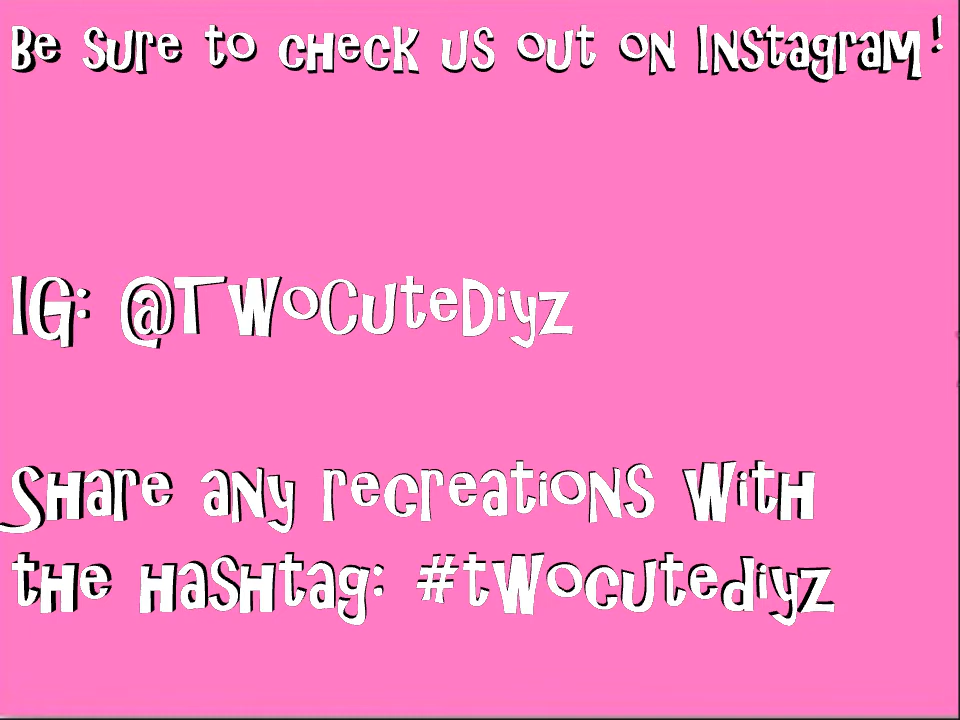 Be sure to check us out on Instagram!
IG: @TwoCuteDiyz
Share any recreations with
the hashtag: #twocutediyz